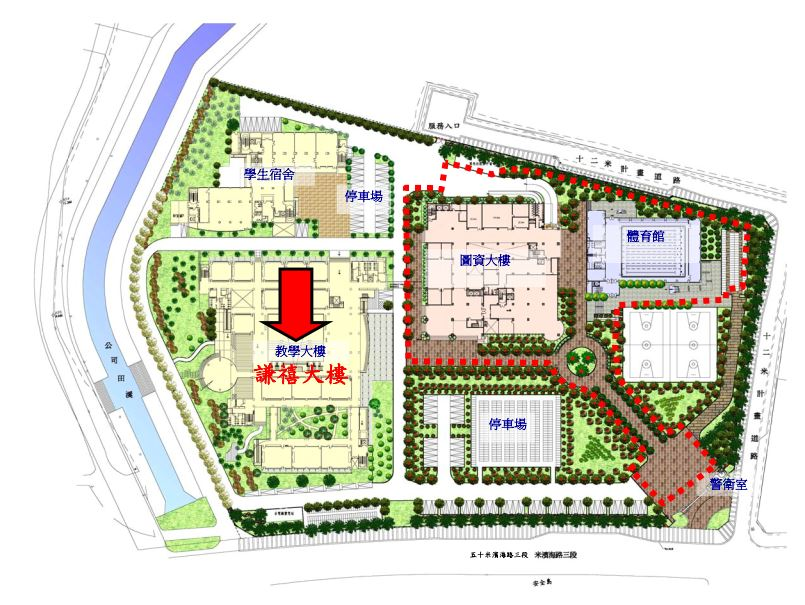 服務入口
十二米計畫道路
學生宿舍
停車場
體育館
圖資大樓
教學大樓
謙禧大樓
公司田溪
十二米計畫道路
停車場
警衛室
五十米濱海路三段 米濱海路三段
安全島